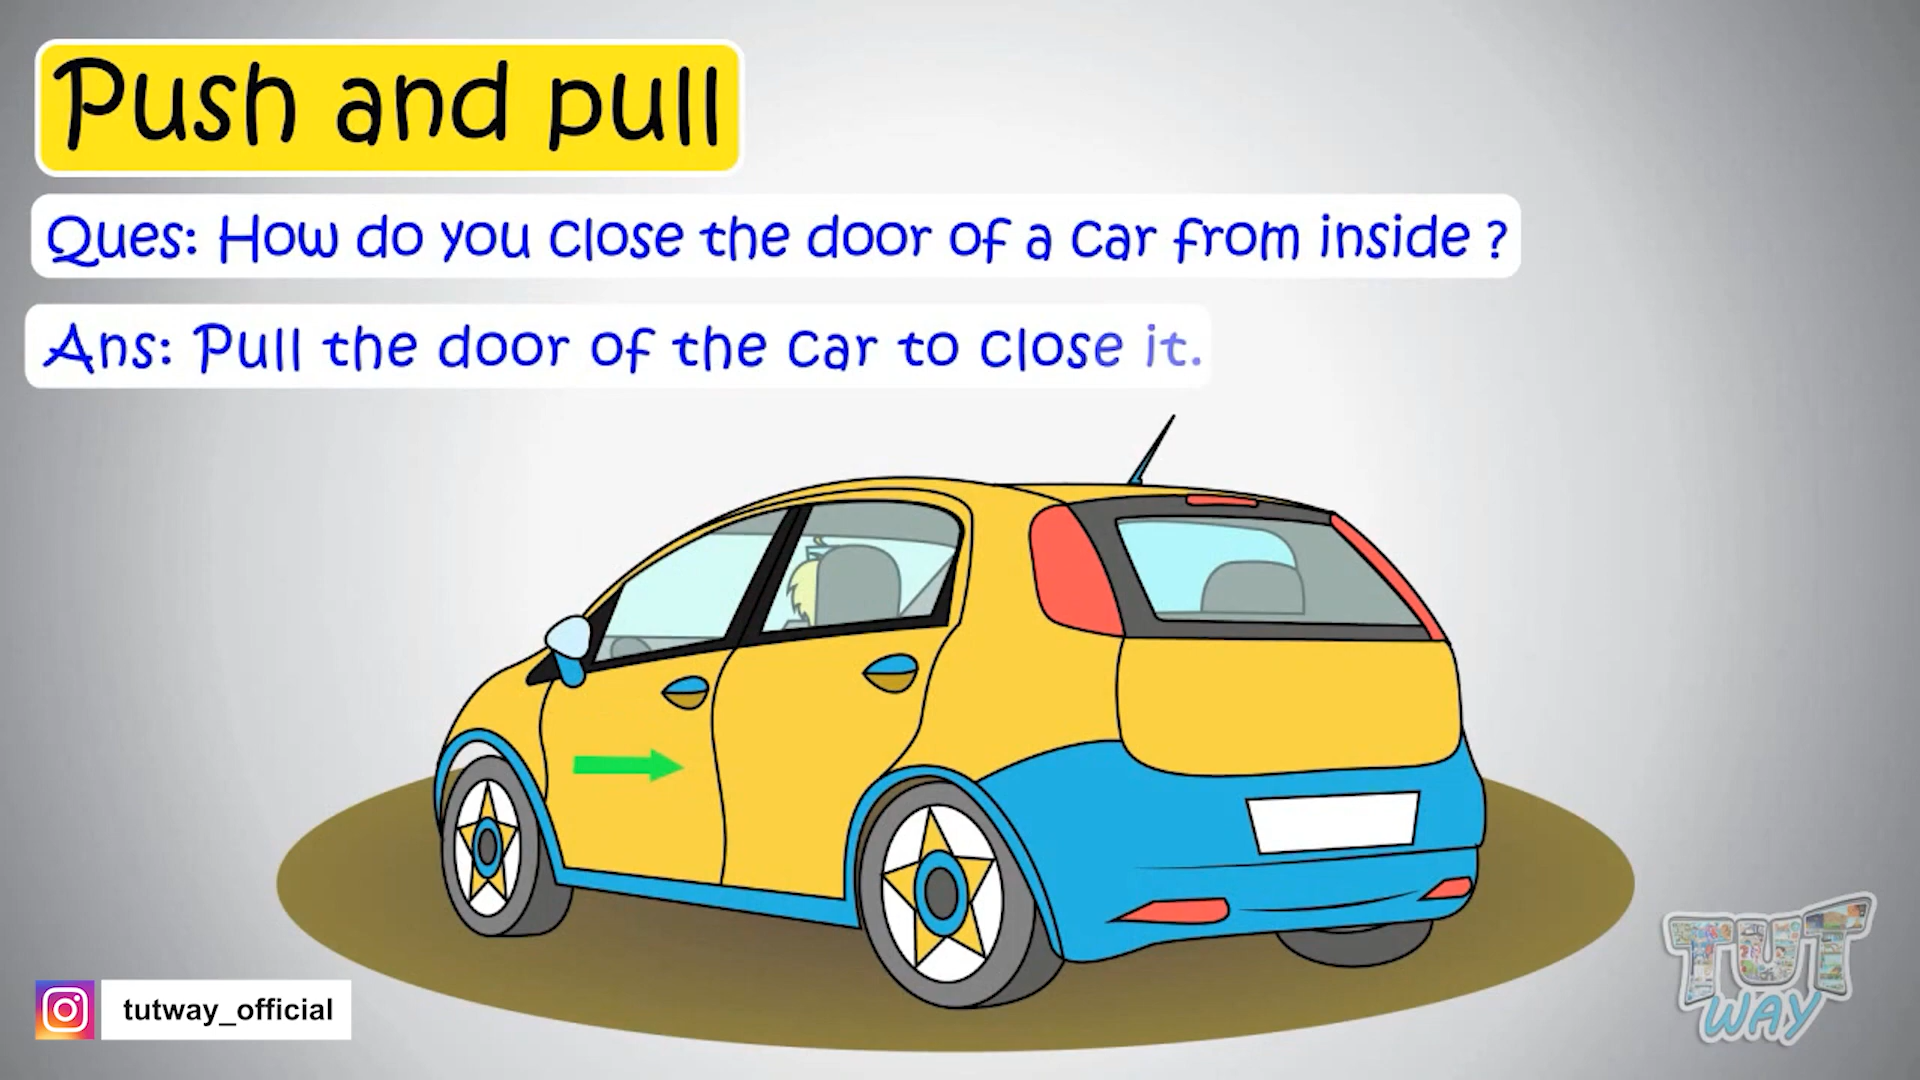 Push and pull
Ques: How do you close the door of a car from inside ?
Ans: Pull the door of the car to close it.
tutway_official
TUT
WAY